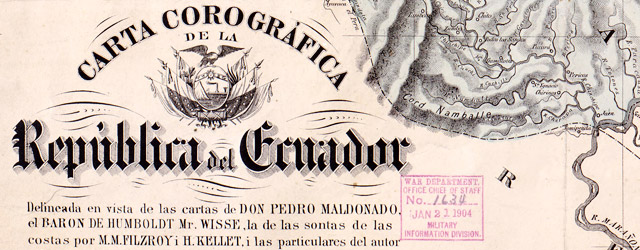 CARTA COROGRÁFICA
DE LA
República del Ecuador
Delineada en vista de las cartas de DON PEDRO MALDONADO,
el BARON DE HUMBOLDT Mr. WISSE, la de las sontas de las
costas por M.M.FILZROY i H. KELLET, i las particulares del autor
WAR DEPARTMENT,
OFFICE CHIEF OF STAFF
No. 1634
JAN 23 1904
MILITARY
INFORMATION DIVISION.
Cord Namballe
A
R
R. MARAÑ